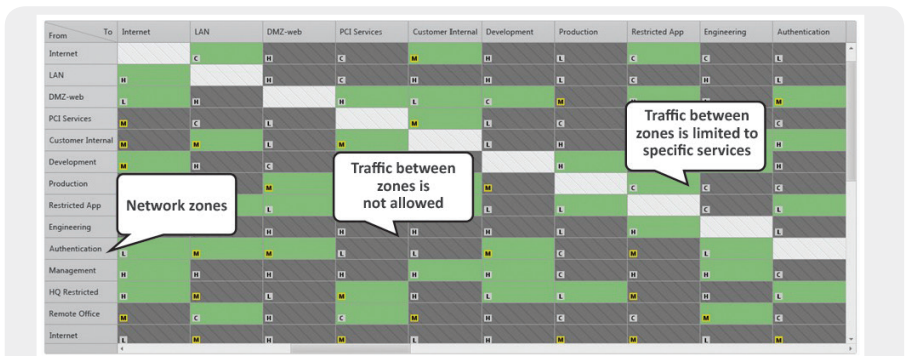 From To Internet LAN DMZ-web PCI Services Customer Internal Development Production Restricted App Engineering Authentication
Internet C H C M H L C C L
LAN H H C H H L C H L
DMZ-web L H H L C M M
PCI Services M C L M L C C
Customer Internal M M L M L H H
Development M H C H H
Production M M C C C
Restricted App L L L C L
Engineering H H H H L H L
Authentication L M M L L M C M L
Management H H H H H H C H H C
HQ Restricted H M L M H L L M H L
Remote Office M C H C H C C C M C
Internet L M H M L H M M L M
Network zones
Traffic between
zones is
not allowed
Traffic between
zones is limited to
specific services